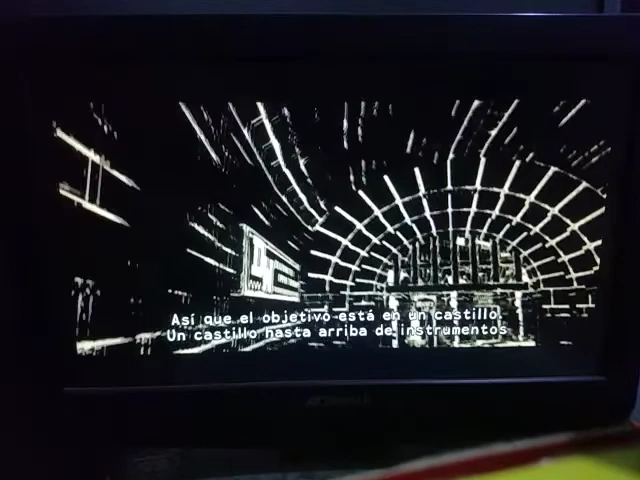 Así que el objetivo está en un castillo.
Un castillo hasta arriba de instrumentos